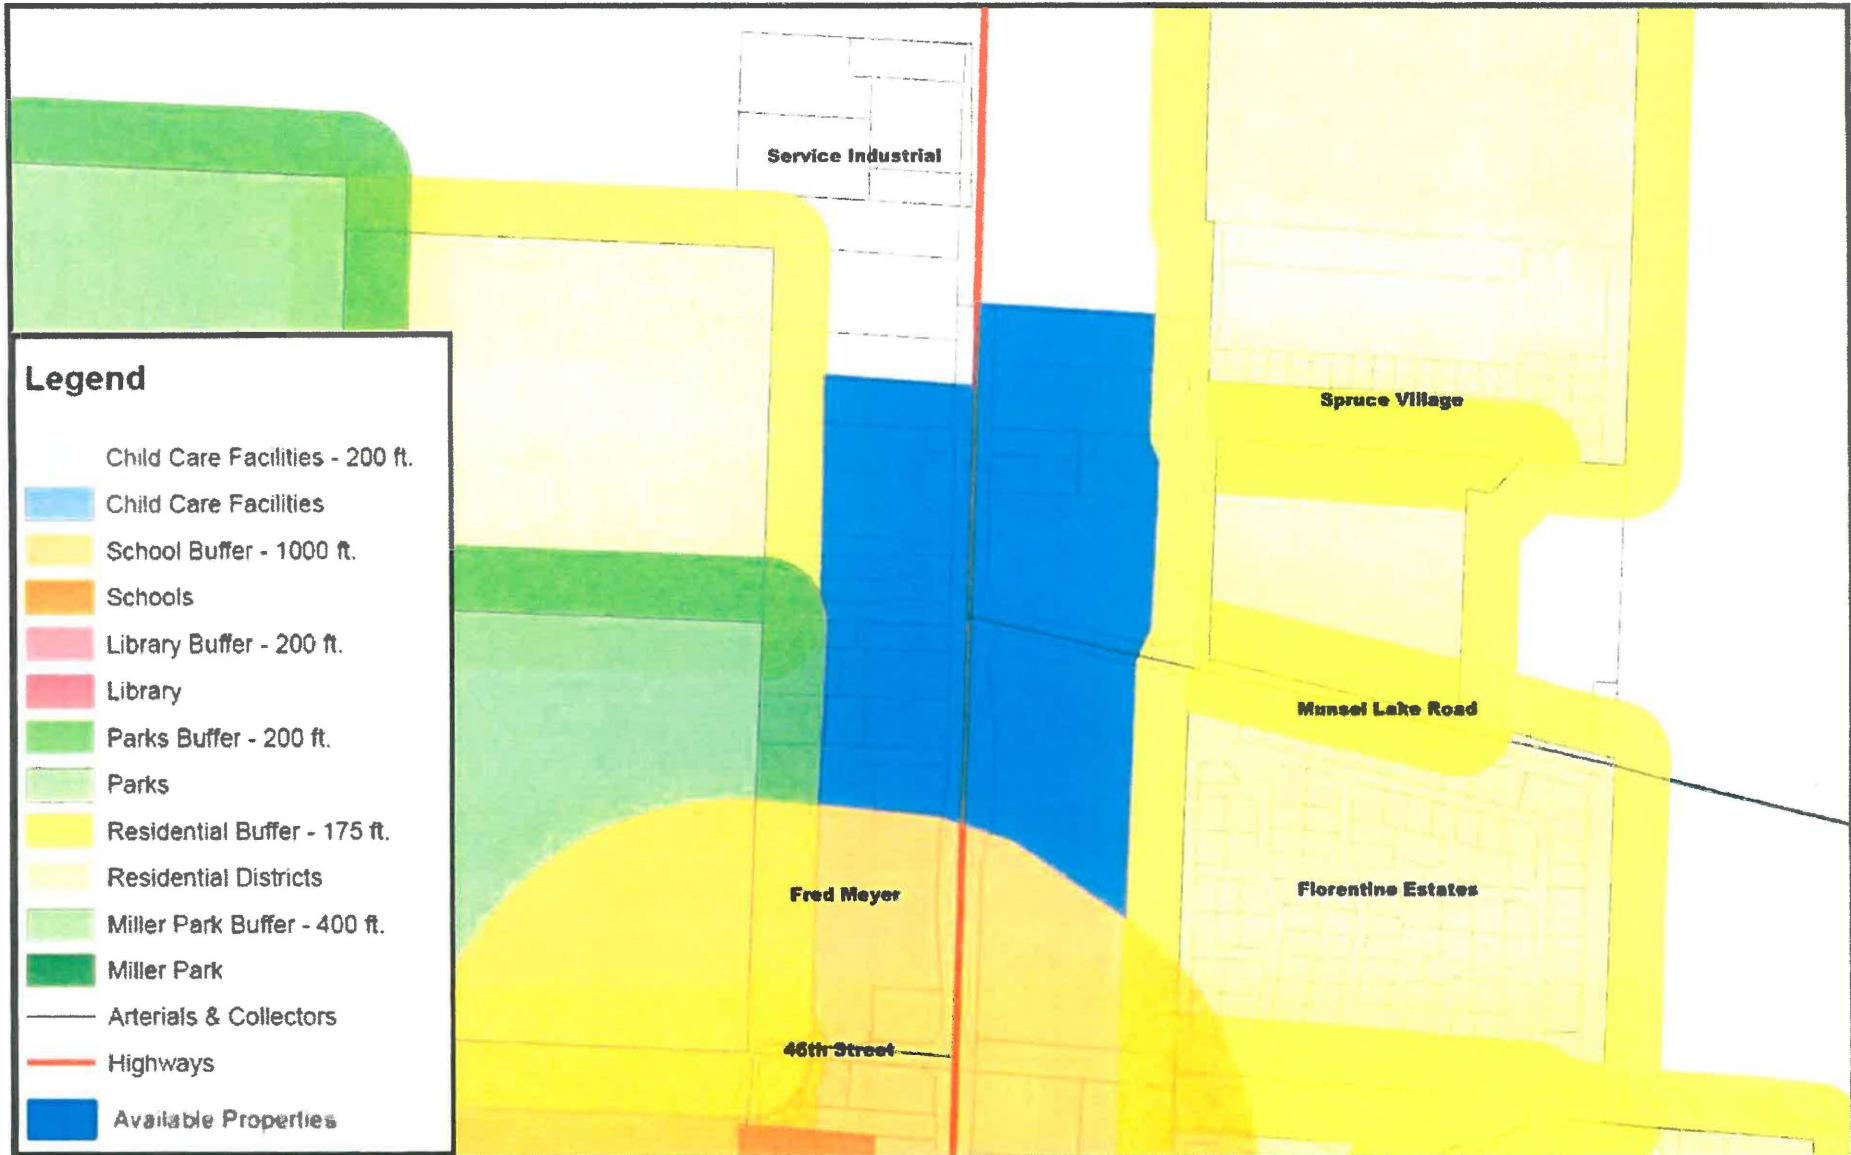 Service Industrial
Spruce Village
Munsel Lake Road
Fred Meyer
Florentine Estates
46th Street
Legend
Child Care Facilities - 200 ft.
Child Care Facilities
School Buffer - 1000 ft.
Schools
Library Buffer - 200 ft.
Library
Parks Buffer - 200 ft.
Parks
Residential Buffer - 175 ft.
Residential Districts
Miller Park Buffer - 400 ft.
Miller Park
Arterials & Collectors
Highways
Available Properties